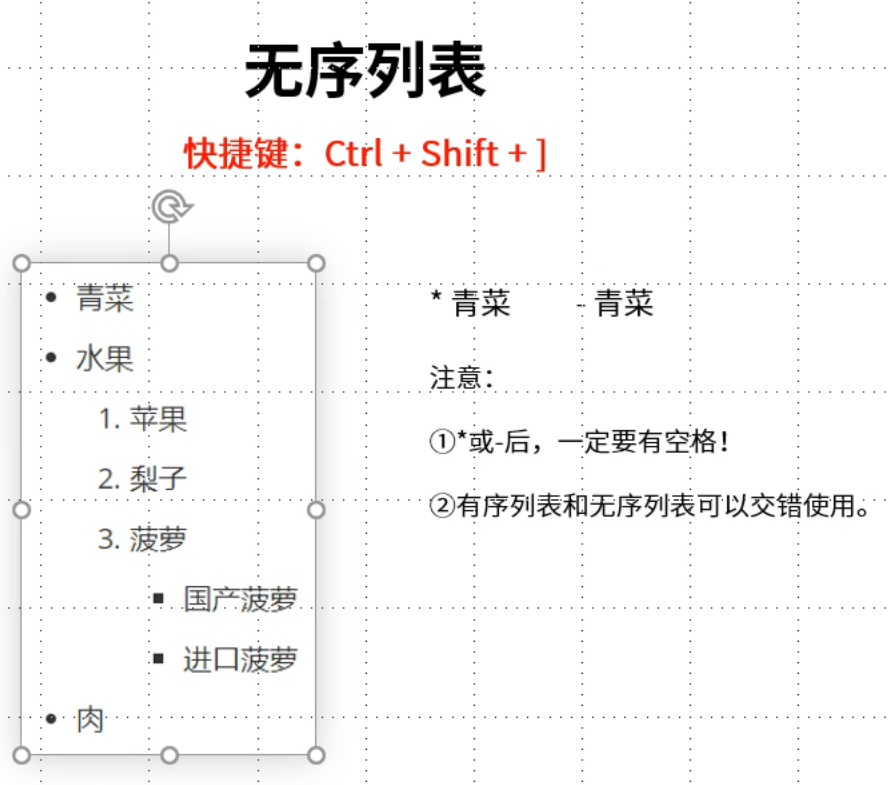 无序列表
快捷键：Ctrl + Shift + ]
• 青菜
• 水果
1. 苹果
2. 梨子
3. 菠萝
▪ 国产菠萝
▪ 进口菠萝
• 肉
* 青菜 - 青菜
注意：
①*或-后，一定要有空格！
②有序列表和无序列表可以交错使用。